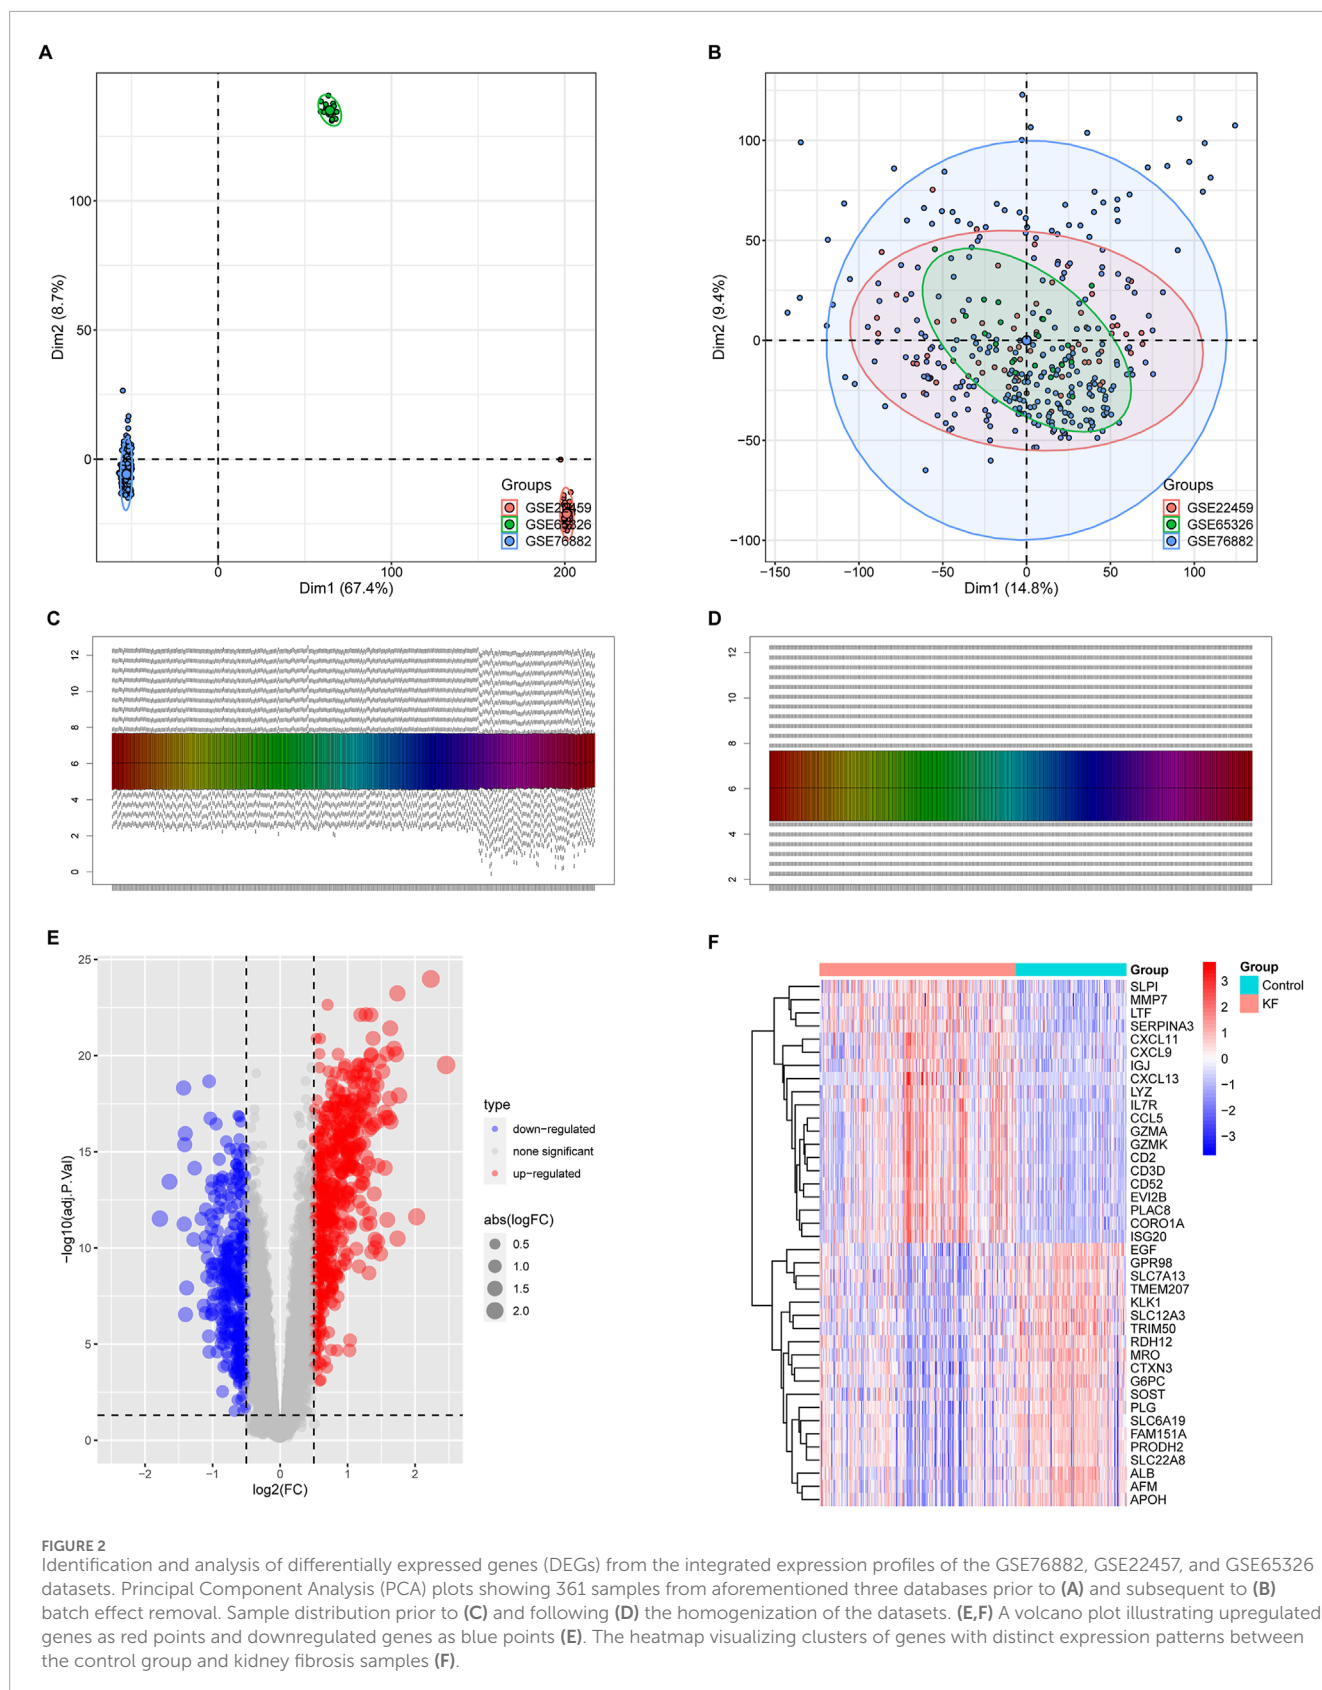 A
B
Dim2 (8.7%)
100
50
0
Groups
GSE22459
GSE65326
GSE76882
0
100
200
Dim1 (67.4%)
Dim2 (9.4%)
100
50
0
−50
−100
Groups
GSE22459
GSE65326
GSE76882
−150
−100
−50
0
50
100
Dim1 (14.8%)
C
D
12
10
8
6
4
2
0
12
10
8
6
4
2
E
−log10(adj.P.Val)
25
20
15
10
5
0
−2
−1
0
1
2
log2(FC)
type
down−regulated
none significant
up−regulated
abs(logFC)
0.5
1.0
1.5
2.0
F
Group
SLPI
MMP7
LTF
SERPINA3
CXCL11
CXCL9
IGJ
CXCL13
LYZ
IL7R
CCL5
GZMA
GZMK
CD2
CD3D
CD52
EVI2B
PLAC8
CORO1A
ISG20
EGF
GPR98
SLC7A13
TMEM207
KLK1
SLC12A3
TRIM50
RDH12
MRO
CTXN3
G6PC
SOST
PLG
SLC6A19
FAM151A
PRODH2
SLC22A8
ALB
AFM
APOH
3
2
1
0
−1
−2
−3
Group
Control
KF
FIGURE 2
Identification and analysis of differentially expressed genes (DEGs) from the integrated expression profiles of the GSE76882, GSE22457, and GSE65326
datasets. Principal Component Analysis (PCA) plots showing 361 samples from aforementioned three databases prior to (A) and subsequent to (B)
batch effect removal. Sample distribution prior to (C) and following (D) the homogenization of the datasets. (E,F) A volcano plot illustrating upregulated
genes as red points and downregulated genes as blue points (E). The heatmap visualizing clusters of genes with distinct expression patterns between
the control group and kidney fibrosis samples (F).